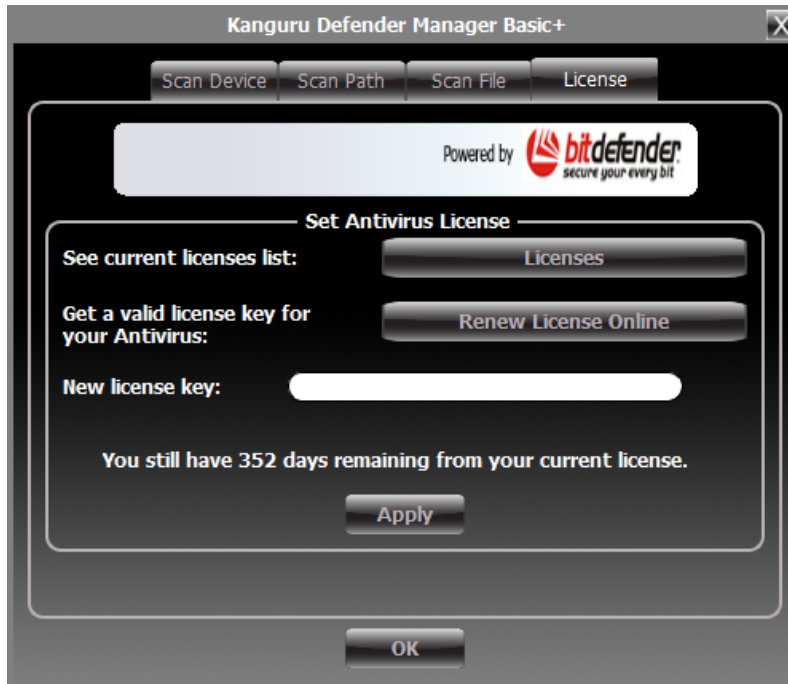 Kanguru Defender Manager Basic+
X
Scan Device Scan Path Scan File License
Powered by bitdefender
secure your every bit
Set Antivirus License
See current licenses list: Licenses
Get a valid license key for
your Antivirus: Renew License Online
New license key:
You still have 352 days remaining from your current license.
Apply
OK